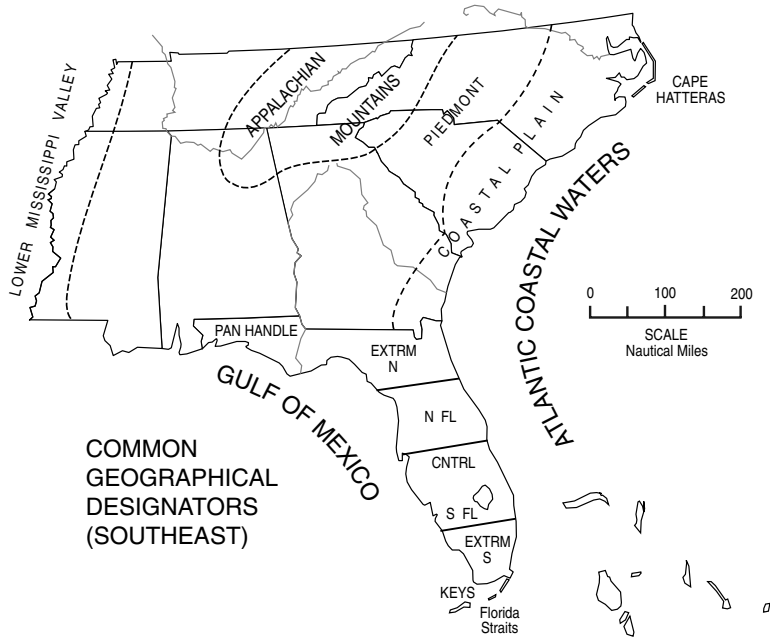 LOWER MISSISSIPPI VALLEY
APPALACHIAN
MOUNTAINS
PIEDMONT
COASTAL PLAIN
CAPE
HATTERAS
ATLANTIC COASTAL WATERS
0 100 200
SCALE
Nautical Miles
PAN HANDLE
EXTRM
N
GULF OF MEXICO
N FL
CNTRL
S FL
EXTRM
S
KEYS
Florida
Straits
COMMON
GEOGRAPHICAL
DESIGNATORS
(SOUTHEAST)